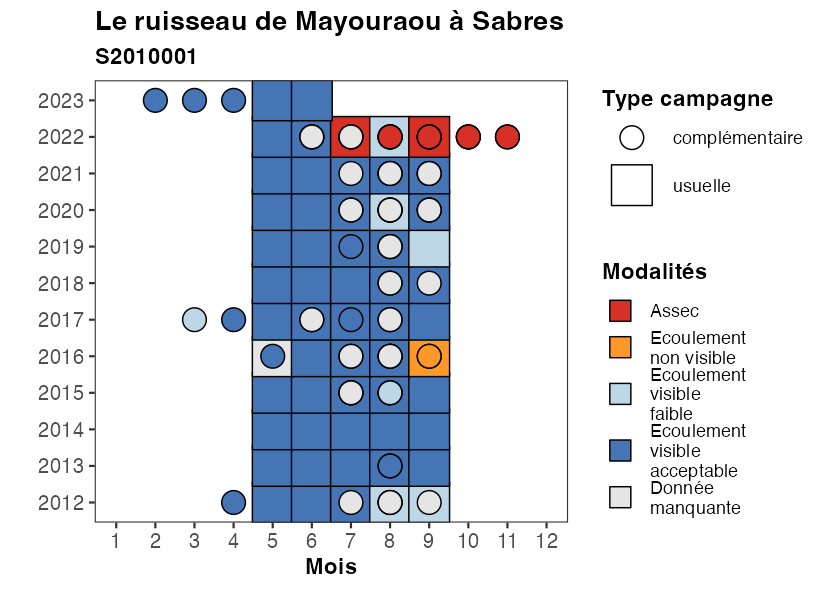 Le ruisseau de Mayouraou à Sabres
S2010001
2023
2022
2021
2020
2019
2018
2017
2016
2015
2014
2013
2012
1 2 3 4 5 6 7 8 9 10 11 12
Mois
Type campagne
complémentaire
usuelle
Modalités
Assec
Ecoulement
non visible
Ecoulement
visible
faible
Ecoulement
visible
acceptable
Donnée
manquante